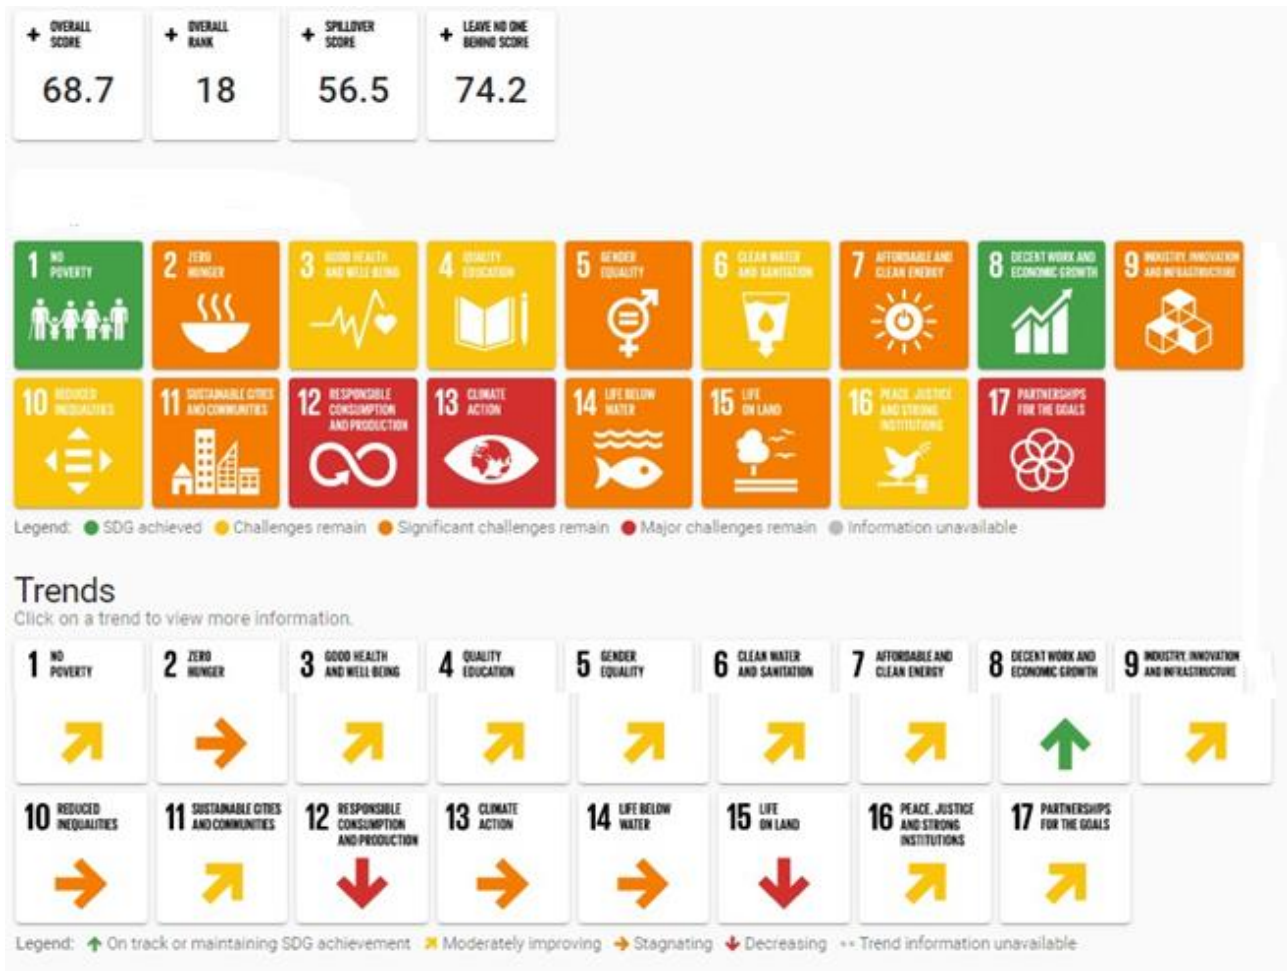 + OVERALL SCORE
68.7
+ OVERALL RANK
18
+ SPILLOVER SCORE
56.5
+ LEAVE NO ONE BEHIND SCORE
74.2
1 NO POVERTY
2 ZERO HUNGER
3 GOOD HEALTH AND WELL-BEING
4 QUALITY EDUCATION
5 GENDER EQUALITY
6 CLEAN WATER AND SANITATION
7 AFFORDABLE AND CLEAN ENERGY
8 DECENT WORK AND ECONOMIC GROWTH
9 INDUSTRY, INNOVATION AND INFRASTRUCTURE
10 REDUCED INEQUALITIES
11 SUSTAINABLE CITIES AND COMMUNITIES
12 RESPONSIBLE CONSUMPTION AND PRODUCTION
13 CLIMATE ACTION
14 LIFE BELOW WATER
15 LIFE ON LAND
16 PEACE, JUSTICE AND STRONG INSTITUTIONS
17 PARTNERSHIPS FOR THE GOALS
Legend: SDG achieved Challenges remain Significant challenges remain Major challenges remain Information unavailable
Trends
Click on a trend to view more information.
1 NO POVERTY
2 ZERO HUNGER
3 GOOD HEALTH AND WELL-BEING
4 QUALITY EDUCATION
5 GENDER EQUALITY
6 CLEAN WATER AND SANITATION
7 AFFORDABLE AND CLEAN ENERGY
8 DECENT WORK AND ECONOMIC GROWTH
9 INDUSTRY, INNOVATION AND INFRASTRUCTURE
10 REDUCED INEQUALITIES
11 SUSTAINABLE CITIES AND COMMUNITIES
12 RESPONSIBLE CONSUMPTION AND PRODUCTION
13 CLIMATE ACTION
14 LIFE BELOW WATER
15 LIFE ON LAND
16 PEACE, JUSTICE AND STRONG INSTITUTIONS
17 PARTNERSHIPS FOR THE GOALS
Legend: On track or maintaining SDG achievement Moderately improving Stagnating Decreasing Trend information unavailable